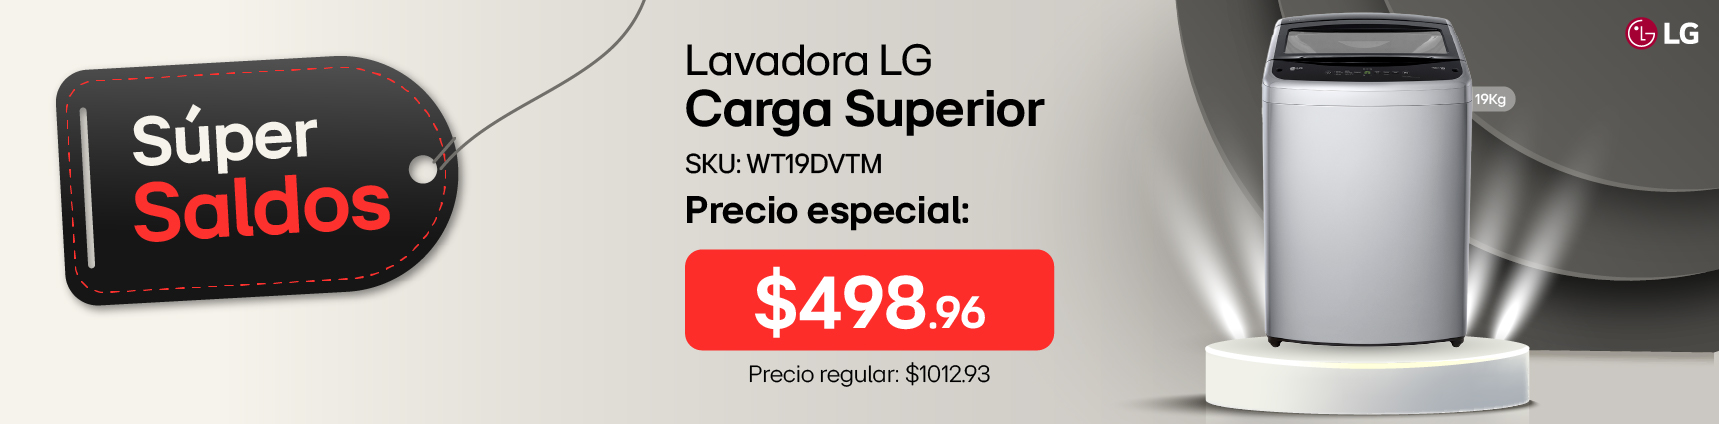 Súper
Saldos
Lavadora LG
Carga Superior
SKU: WT19DVTM
Precio especial:
$498.96
Precio regular: $1012.93
19Kg
LG